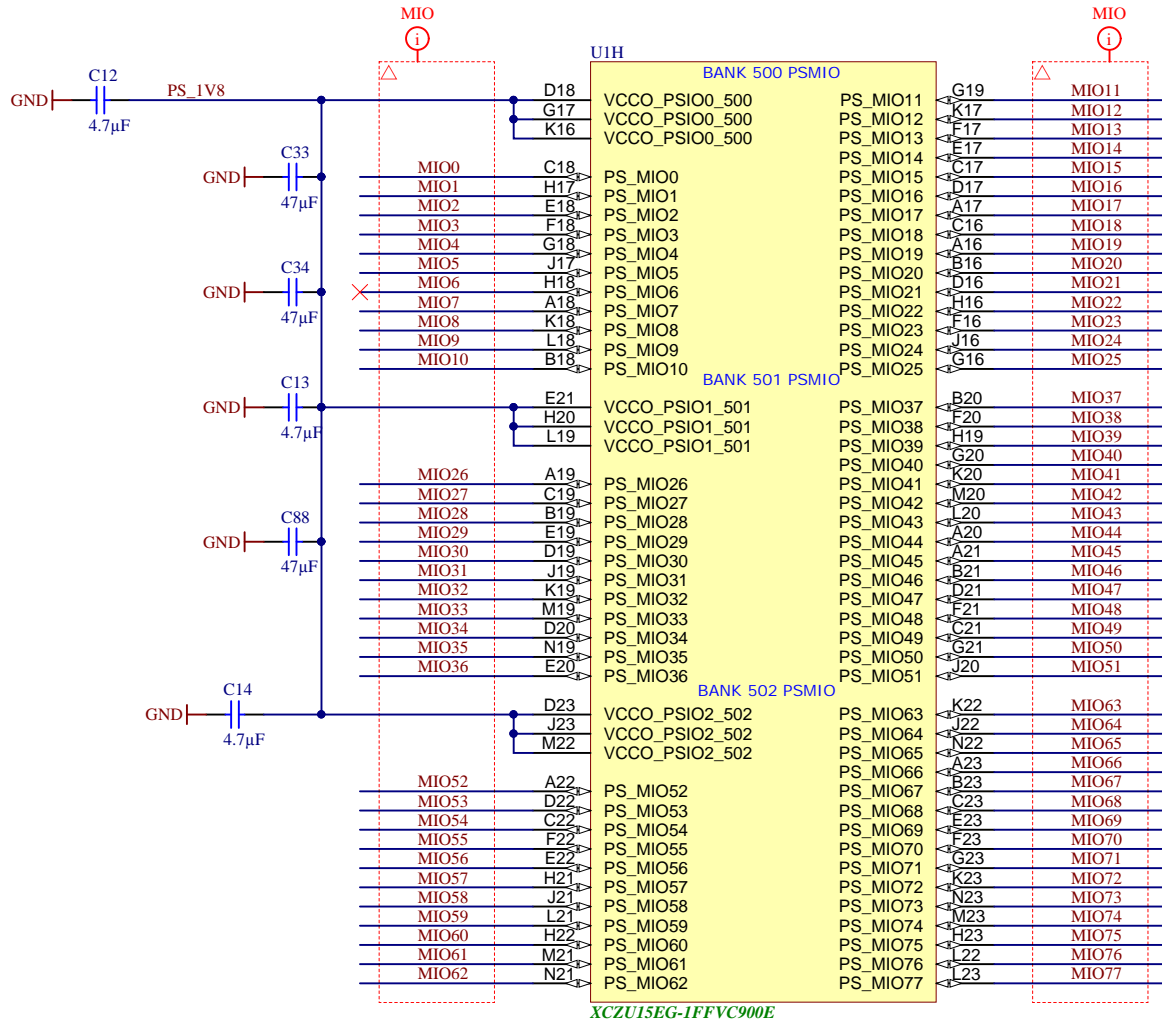 MIO
MIO
i
i
U1H
BANK 500 PSMIO
C12
GND
4.7µF
PS_1V8
D18 VCCO_PSIO0_500
G17 VCCO_PSIO0_500
K16 VCCO_PSIO0_500
C33
GND
47µF
MIO0 C18 PS_MIO0
MIO1 H17 PS_MIO1
MIO2 E18 PS_MIO2
MIO3 F18 PS_MIO3
MIO4 G18 PS_MIO4
MIO5 J17 PS_MIO5
MIO6 H18 PS_MIO6
MIO7 A18 PS_MIO7
MIO8 K18 PS_MIO8
MIO9 L18 PS_MIO9
MIO10 B18 PS_MIO10
C34
GND
47µF
PS_MIO11 G19 MIO11
PS_MIO12 K17 MIO12
PS_MIO13 F17 MIO13
PS_MIO14 E17 MIO14
PS_MIO15 C17 MIO15
PS_MIO16 D17 MIO16
PS_MIO17 A17 MIO17
PS_MIO18 C16 MIO18
PS_MIO19 A16 MIO19
PS_MIO20 B16 MIO20
PS_MIO21 D16 MIO21
PS_MIO22 H16 MIO22
PS_MIO23 F16 MIO23
PS_MIO24 J16 MIO24
PS_MIO25 G16 MIO25
BANK 501 PSMIO
C13
GND
4.7µF
E21 VCCO_PSIO1_501
H20 VCCO_PSIO1_501
L19 VCCO_PSIO1_501
MIO26 A19 PS_MIO26
MIO27 C19 PS_MIO27
MIO28 B19 PS_MIO28
MIO29 E19 PS_MIO29
MIO30 D19 PS_MIO30
MIO31 J19 PS_MIO31
MIO32 K19 PS_MIO32
MIO33 M19 PS_MIO33
MIO34 D20 PS_MIO34
MIO35 N19 PS_MIO35
MIO36 E20 PS_MIO36
C88
GND
47µF
PS_MIO37 B20 MIO37
PS_MIO38 F20 MIO38
PS_MIO39 H19 MIO39
PS_MIO40 G20 MIO40
PS_MIO41 K20 MIO41
PS_MIO42 M20 MIO42
PS_MIO43 L20 MIO43
PS_MIO44 A20 MIO44
PS_MIO45 A21 MIO45
PS_MIO46 B21 MIO46
PS_MIO47 D21 MIO47
PS_MIO48 F21 MIO48
PS_MIO49 C21 MIO49
PS_MIO50 G21 MIO50
PS_MIO51 J20 MIO51
BANK 502 PSMIO
C14
GND
4.7µF
D23 VCCO_PSIO2_502
J23 VCCO_PSIO2_502
M22 VCCO_PSIO2_502
MIO52 A22 PS_MIO52
MIO53 D22 PS_MIO53
MIO54 C22 PS_MIO54
MIO55 F22 PS_MIO55
MIO56 E22 PS_MIO56
MIO57 H21 PS_MIO57
MIO58 J21 PS_MIO58
MIO59 L21 PS_MIO59
MIO60 H22 PS_MIO60
MIO61 M21 PS_MIO61
MIO62 N21 PS_MIO62
PS_MIO63 K22 MIO63
PS_MIO64 J22 MIO64
PS_MIO65 N22 MIO65
PS_MIO66 A23 MIO66
PS_MIO67 B23 MIO67
PS_MIO68 C23 MIO68
PS_MIO69 E23 MIO69
PS_MIO70 F23 MIO70
PS_MIO71 G23 MIO71
PS_MIO72 K23 MIO72
PS_MIO73 N23 MIO73
PS_MIO74 M23 MIO74
PS_MIO75 H23 MIO75
PS_MIO76 L22 MIO76
PS_MIO77 L23 MIO77
XCZU15EG-1FFVC900E